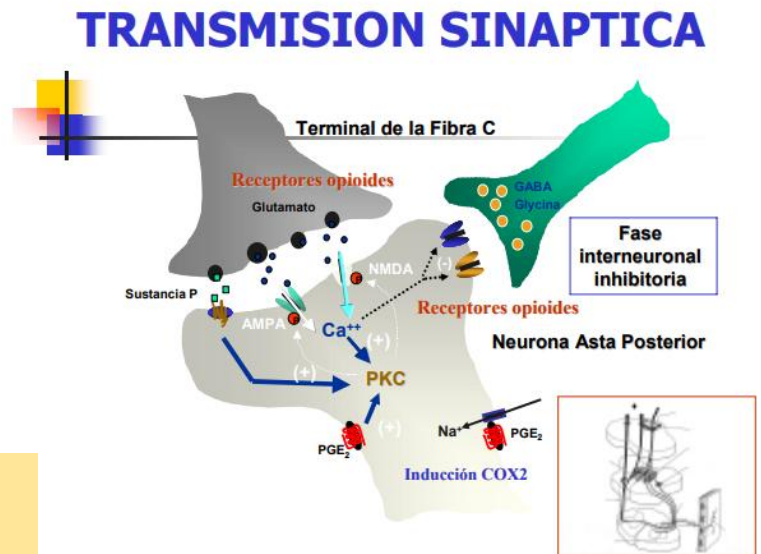 TRANSMISION SINAPTICA
Terminal de la Fibra C
Receptores opioides
Glutamato
GABA
Glycina
Fase
interneuronal
inhibitoria
NMDA
(-)
Sustancia P
Receptores opioides
AMPA
Ca++
(+)
Neurona Asta Posterior
(+)
PKC
(+)
Na+
PGE2
PGE2
Inducción COX2